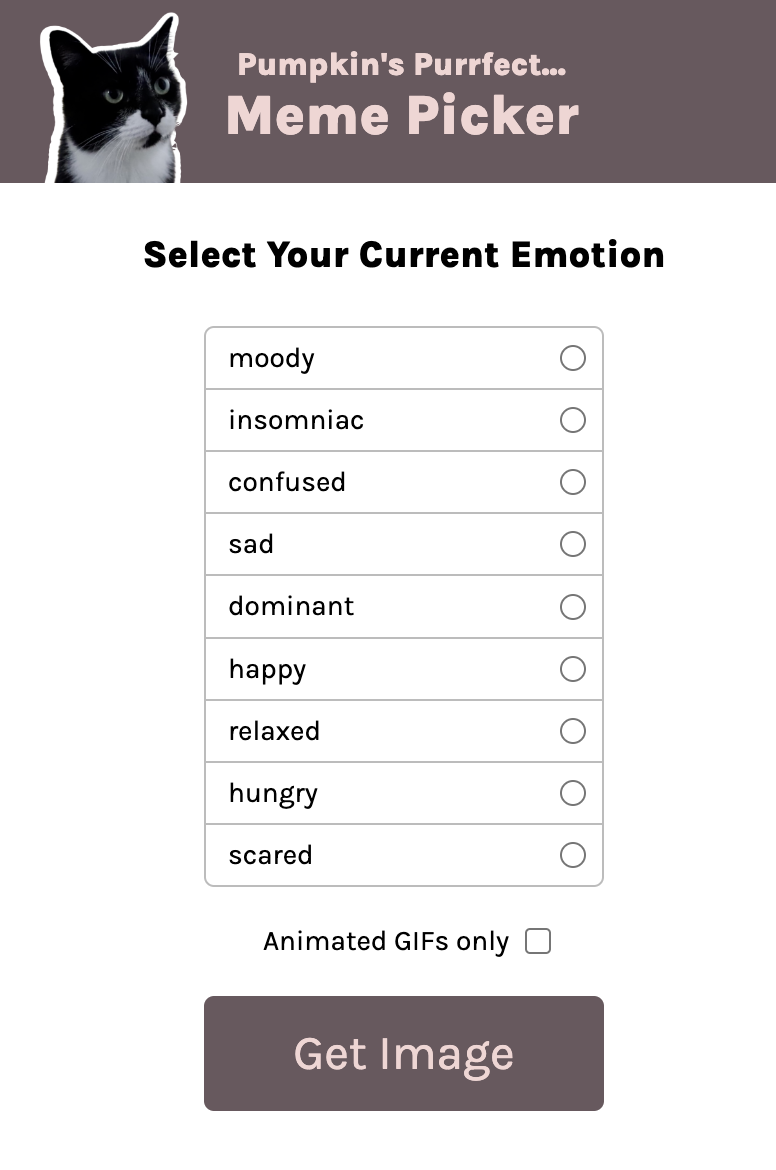 Pumpkin's Purrfect...
Meme Picker
Select Your Current Emotion
moody
insomniac
confused
sad
dominant
happy
relaxed
hungry
scared
Animated GIFs only
Get Image